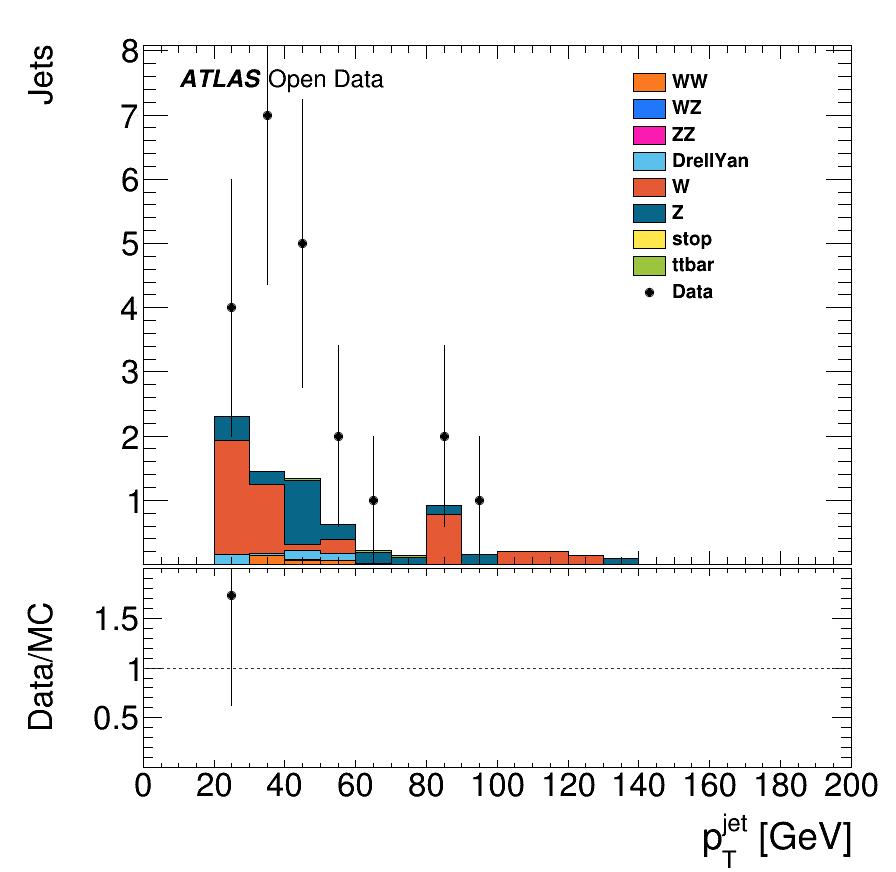 Jets
8
7
6
5
4
3
2
1
ATLAS Open Data
WW
WZ
ZZ
DrellYan
W
Z
stop
ttbar
Data
Data/MC
1.5
1
0.5
0 20 40 60 80 100 120 140 160 180 200
p_T^jet [GeV]